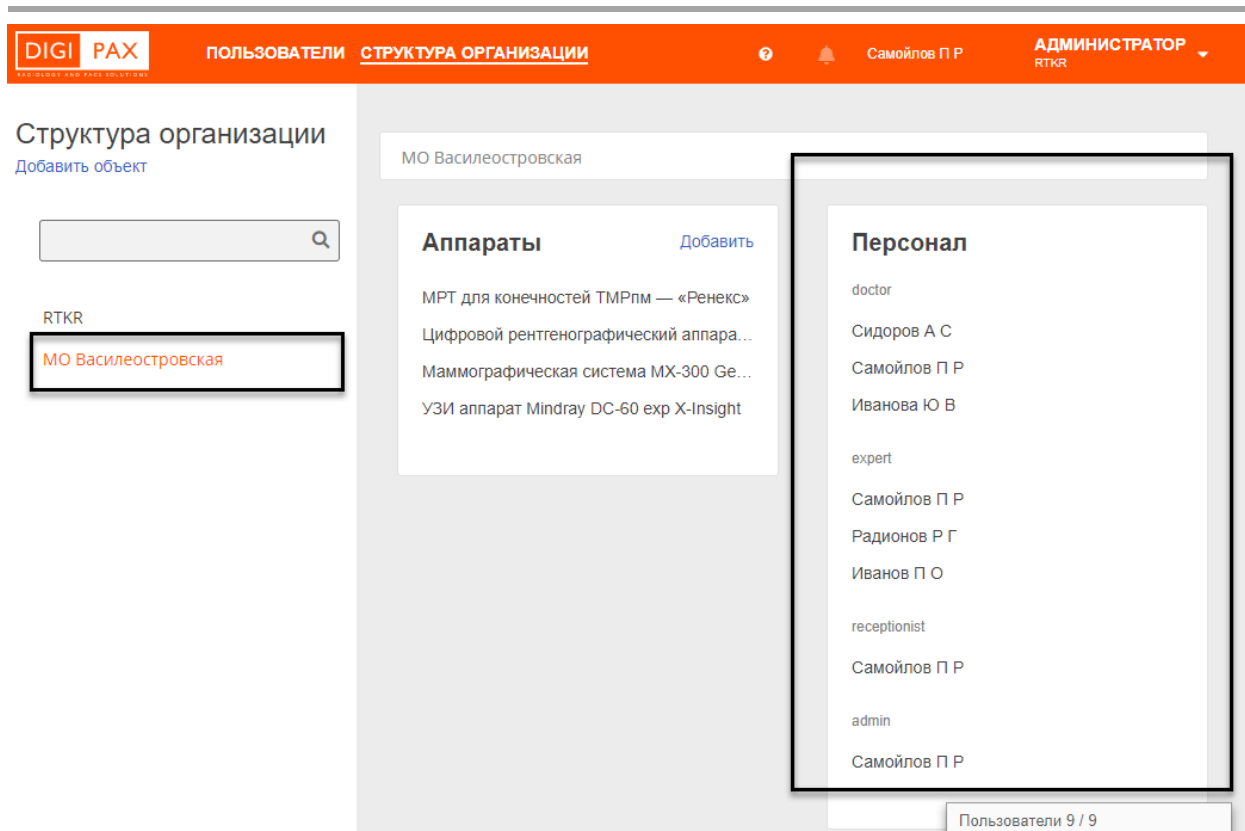 DIGI PAX
RADIOLOGY AND PACS SOLUTIONS
ПОЛЬЗОВАТЕЛИ СТРУКТУРА ОРГАНИЗАЦИИ
?
Самойлов П Р
АДМИНИСТРАТОР
RTKR
Структура организации
Добавить объект
RTKR
МО Василеостровская
МО Василеостровская
Аппараты
Добавить
МРТ для конечностей ТМРпм — «Ренекс»
Цифровой рентгенографический аппара...
Маммографическая система MX-300 Ge...
УЗИ аппарат Mindray DC-60 exp X-Insight
Персонал
doctor
Сидоров А С
Самойлов П Р
Иванова Ю В
expert
Самойлов П Р
Радионов Р Г
Иванов П О
receptionist
Самойлов П Р
admin
Самойлов П Р
Пользователи 9 / 9